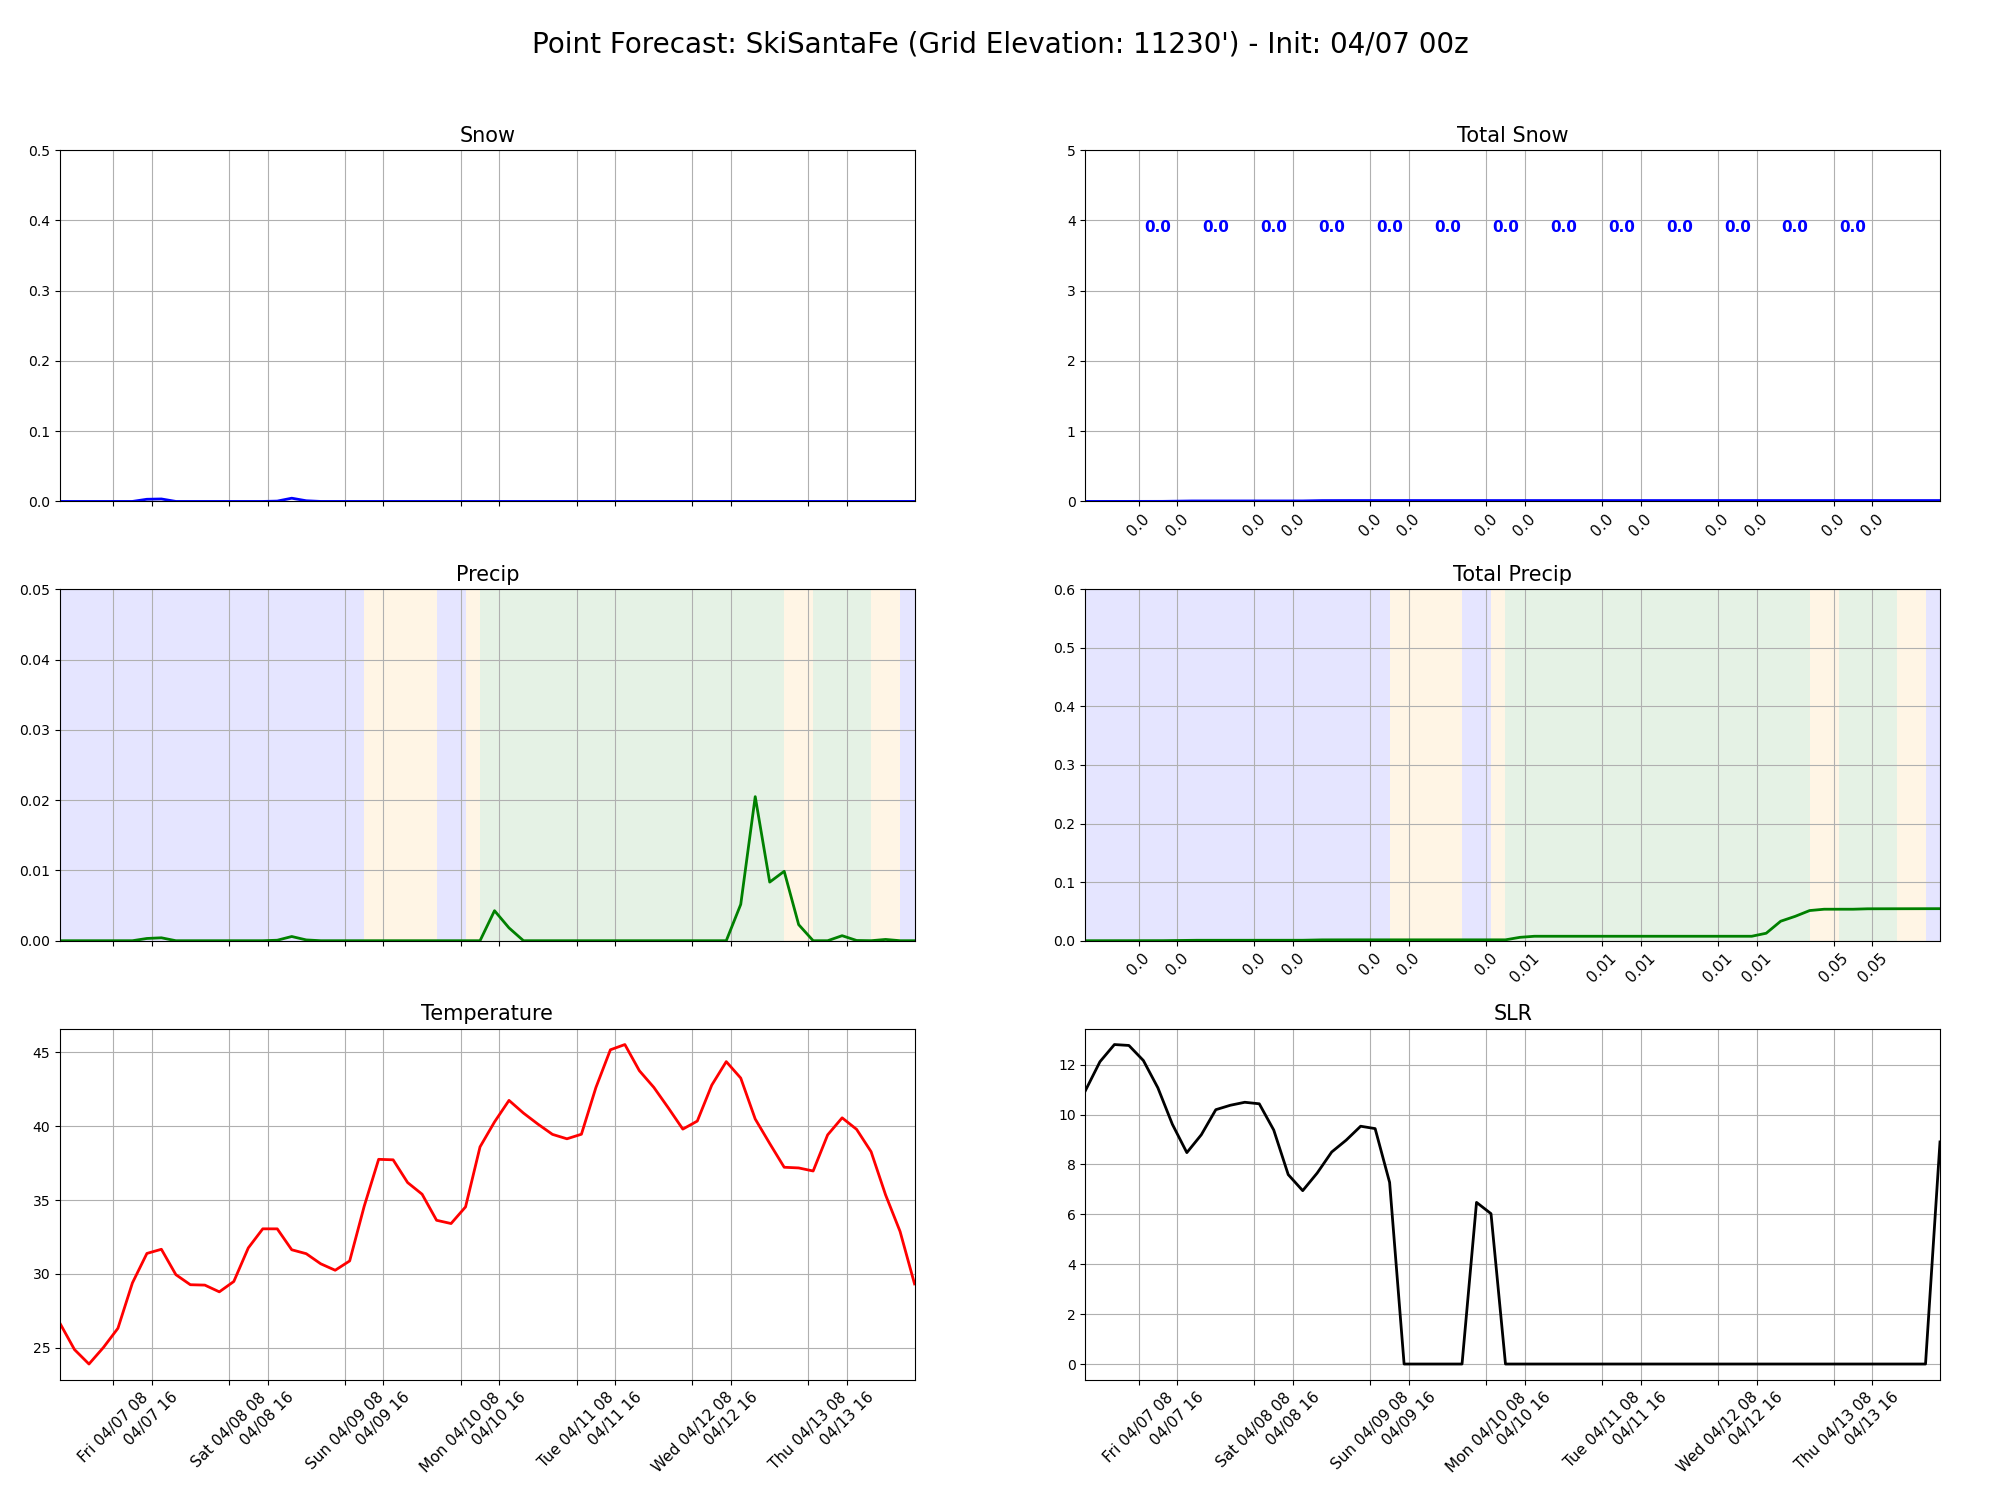 Point Forecast: SkiSantaFe (Grid Elevation: 11230') - Init: 04/07 00z
Snow
0.5
0.4
0.3
0.2
0.1
0.0
Total Snow
5
4
3
2
1
0
0.0 0.0 0.0 0.0 0.0 0.0 0.0 0.0 0.0 0.0 0.0 0.0 0.0
0.0 0.0 0.0 0.0 0.0 0.0 0.0 0.0 0.0 0.0 0.0 0.0 0.0 0.0
Precip
0.05
0.04
0.03
0.02
0.01
0.00
Total Precip
0.6
0.5
0.4
0.3
0.2
0.1
0.0
0.0 0.0 0.0 0.0 0.0 0.0 0.0 0.01 0.01 0.01 0.01 0.01 0.05 0.05
Temperature
45
40
35
30
25
Fri 04/07 08
04/07 16
Sat 04/08 08
04/08 16
Sun 04/09 08
04/09 16
Mon 04/10 08
04/10 16
Tue 04/11 08
04/11 16
Wed 04/12 08
04/12 16
Thu 04/13 08
04/13 16
SLR
12
10
8
6
4
2
0
Fri 04/07 08
04/07 16
Sat 04/08 08
04/08 16
Sun 04/09 08
04/09 16
Mon 04/10 08
04/10 16
Tue 04/11 08
04/11 16
Wed 04/12 08
04/12 16
Thu 04/13 08
04/13 16